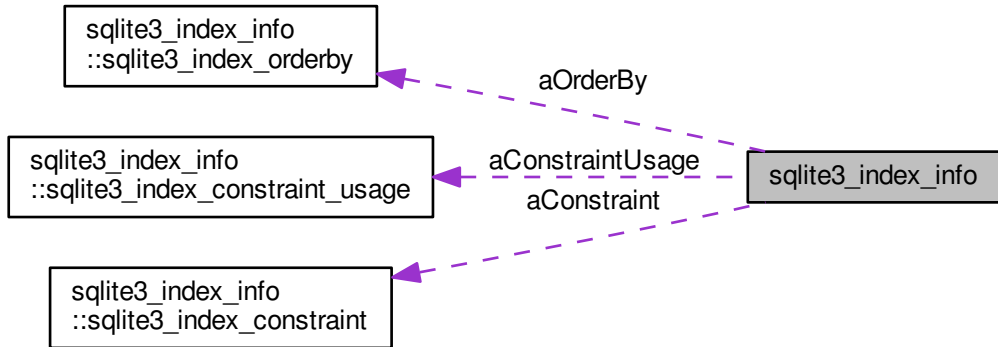 sqlite3_index_info
::sqlite3_index_orderby
aOrderBy
sqlite3_index_info
::sqlite3_index_constraint_usage
aConstraintUsage
sqlite3_index_info
aConstraint
sqlite3_index_info
::sqlite3_index_constraint